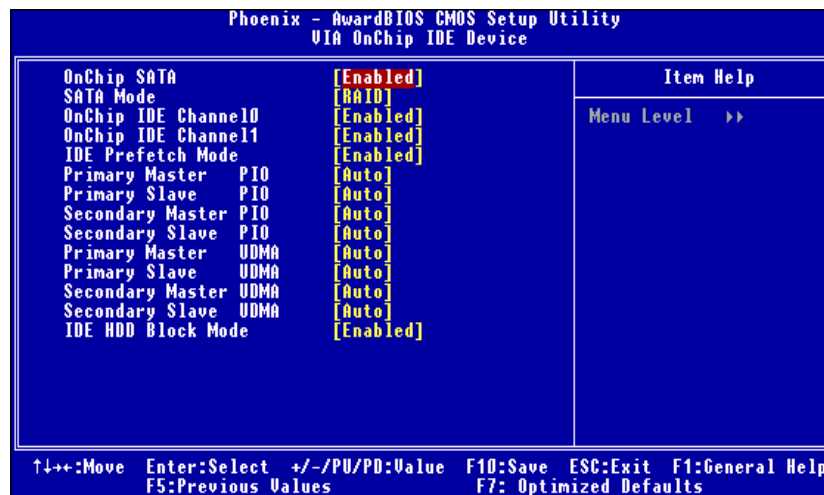 Phoenix - AwardBIOS CMOS Setup Utility
VIA OnChip IDE Device
OnChip SATA [Enabled]
SATA Mode [RAID]
OnChip IDE Channel0 [Enabled]
OnChip IDE Channel1 [Enabled]
IDE Prefetch Mode [Enabled]
Primary Master PIO [Auto]
Primary Slave PIO [Auto]
Secondary Master PIO [Auto]
Secondary Slave PIO [Auto]
Primary Master UDMA [Auto]
Primary Slave UDMA [Auto]
Secondary Master UDMA [Auto]
Secondary Slave UDMA [Auto]
IDE HDD Block Mode [Enabled]
Item Help
Menu Level ▸▸
↑↓→←:Move Enter:Select +/-/PU/PD:Value F10:Save ESC:Exit F1:General Help
F5:Previous Values F7: Optimized Defaults